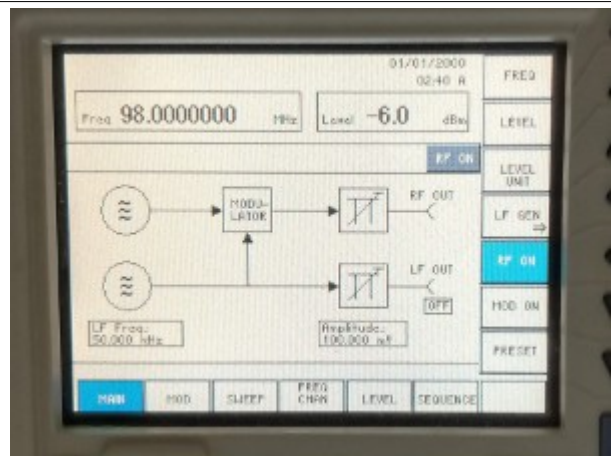 01/01/2000
02:40 A
Freq 98.0000000 MHz
Level -6.0 dBm
RF ON
MODU-
LATOR
RF OUT
LF OUT
OFF
LF Freq.
50.000 kHz
Amplitude.
100.000 mV
FREQ
LEVEL
LEVEL
UNIT
LF GEN
RF ON
MOD ON
PRESET
MAIN
MOD
SWEEP
FREQ
CHAN
LEVEL
SEQUENCE